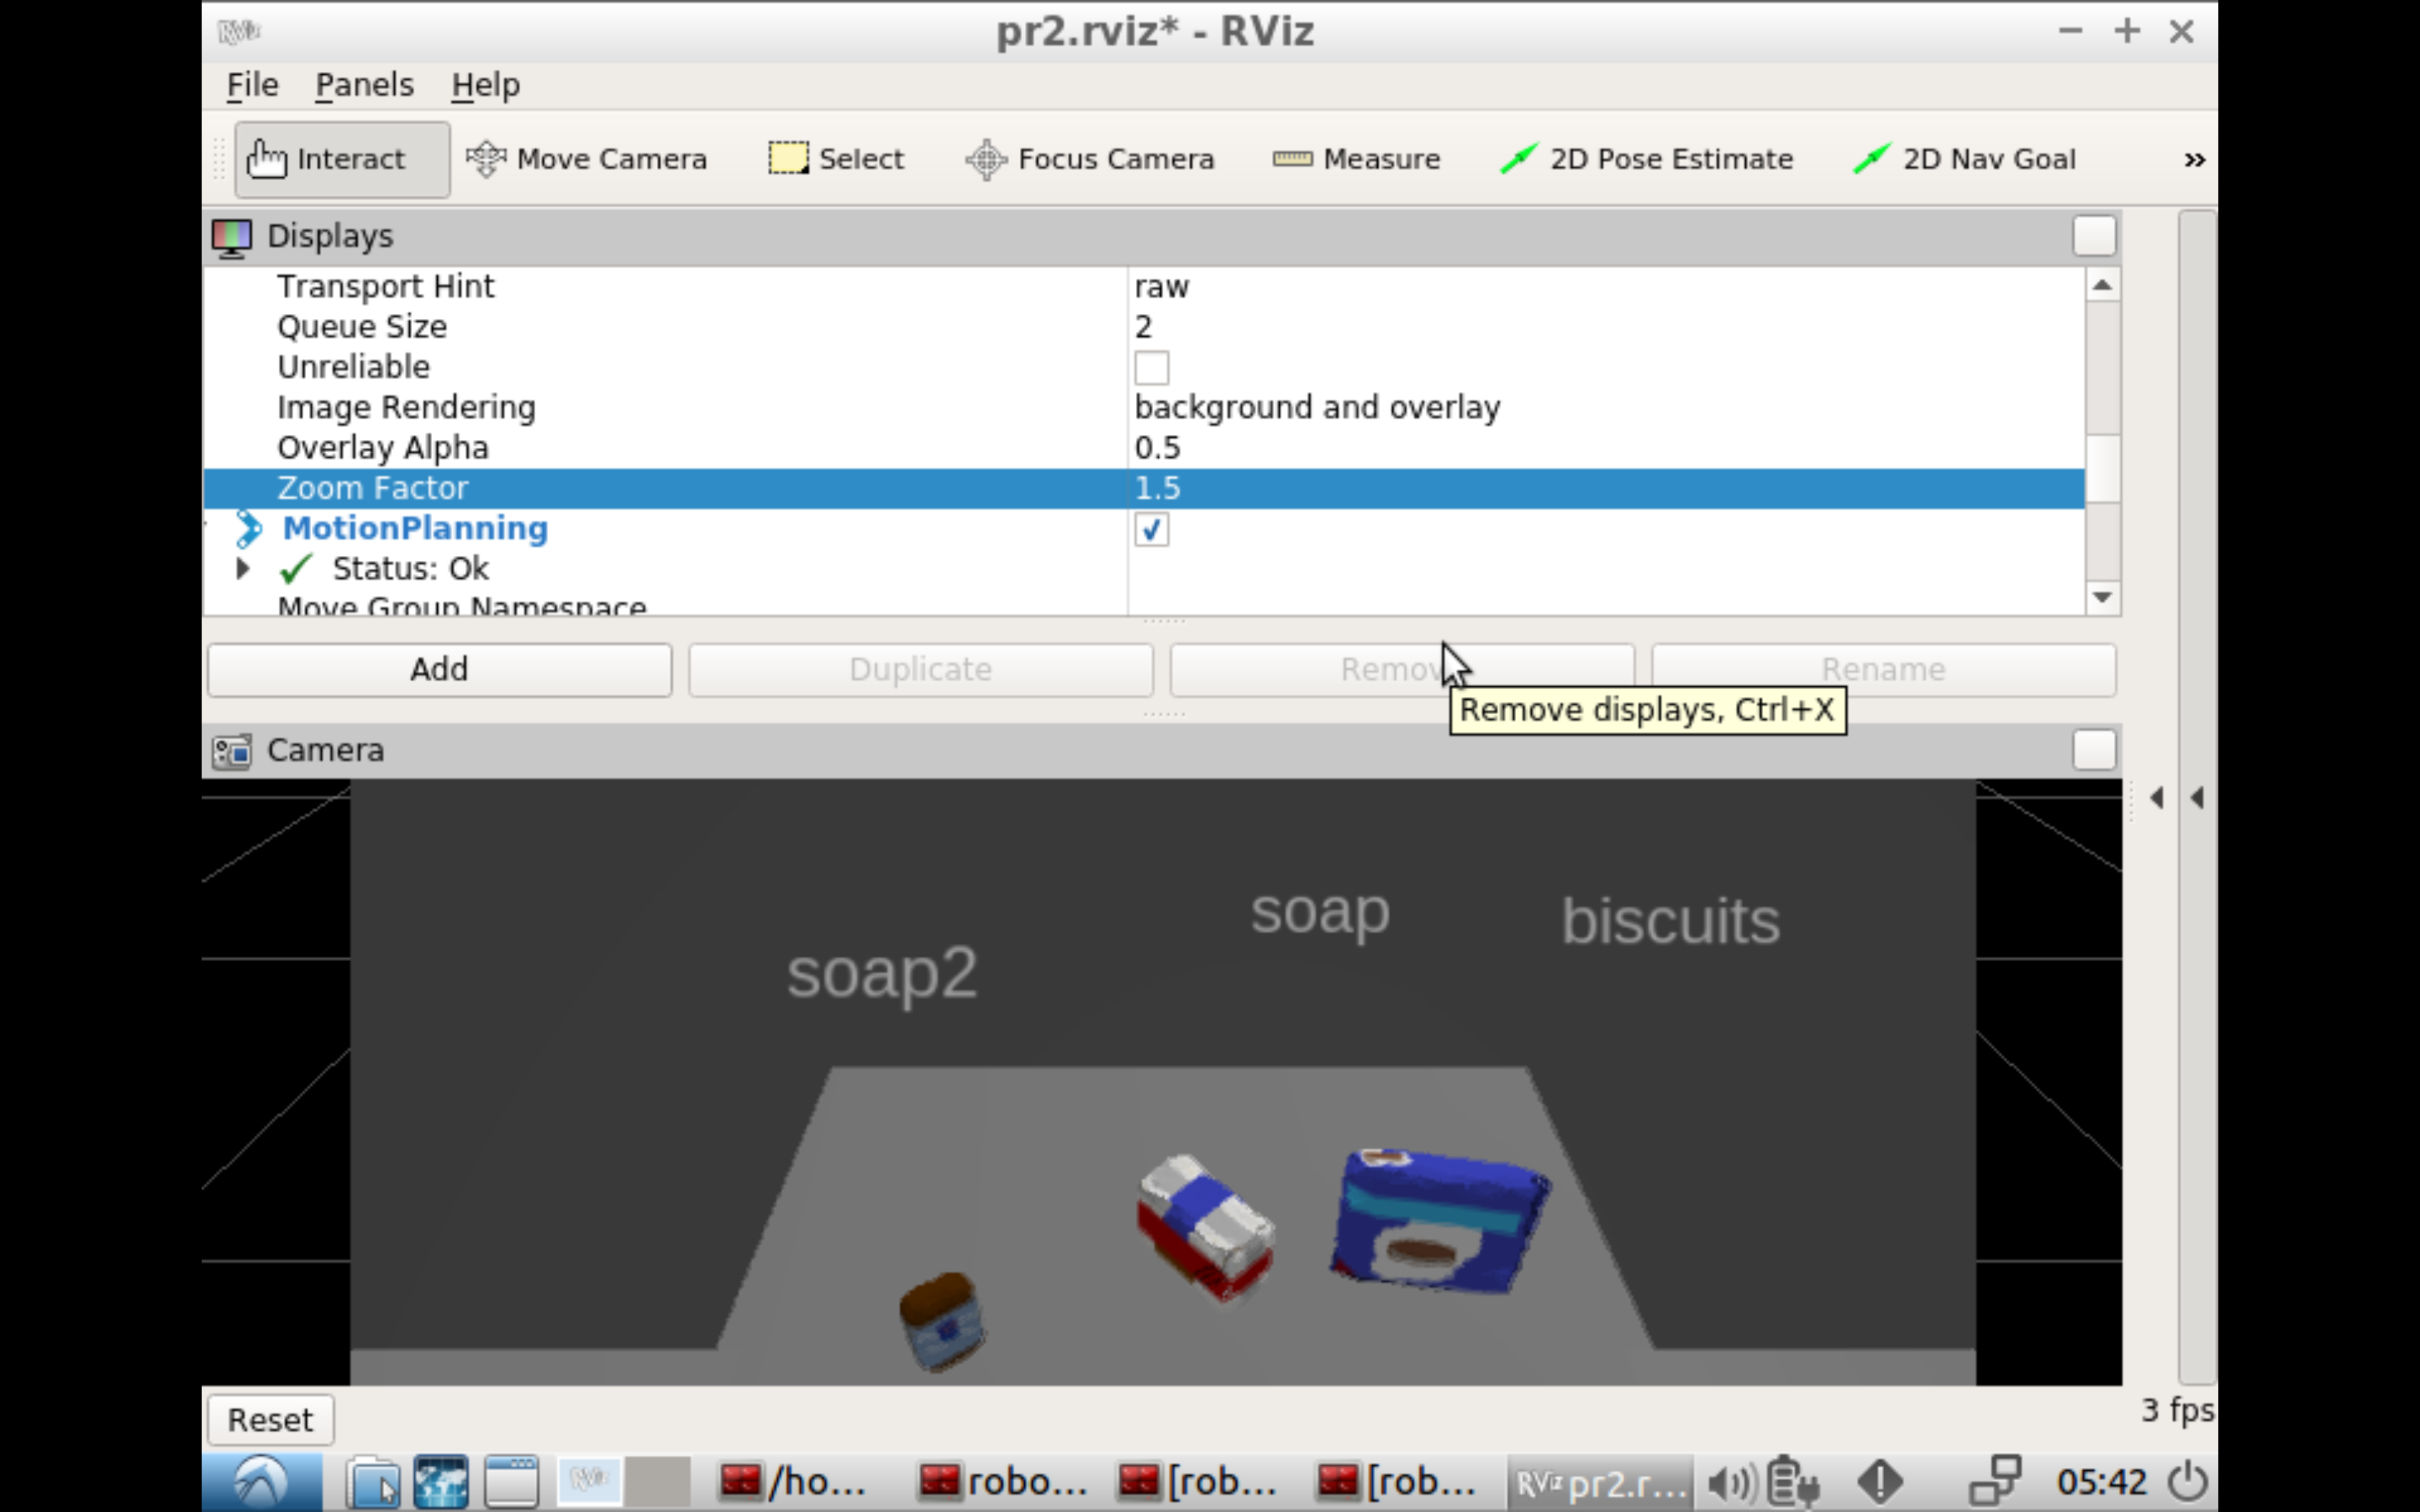 RViz pr2.rviz* - RViz
File Panels Help
Interact Move Camera Select Focus Camera Measure 2D Pose Estimate 2D Nav Goal »
Displays
Transport Hint raw
Queue Size 2
Unreliable
Image Rendering background and overlay
Overlay Alpha 0.5
Zoom Factor 1.5
MotionPlanning
Status: Ok
Move Group Namespace
Add Duplicate Remov Rename
Remove displays, Ctrl+X
Camera
soap biscuits
soap2
Reset 3 fps
RViz /ho... robo... [rob... [rob... RViz pr2.r... 05:42